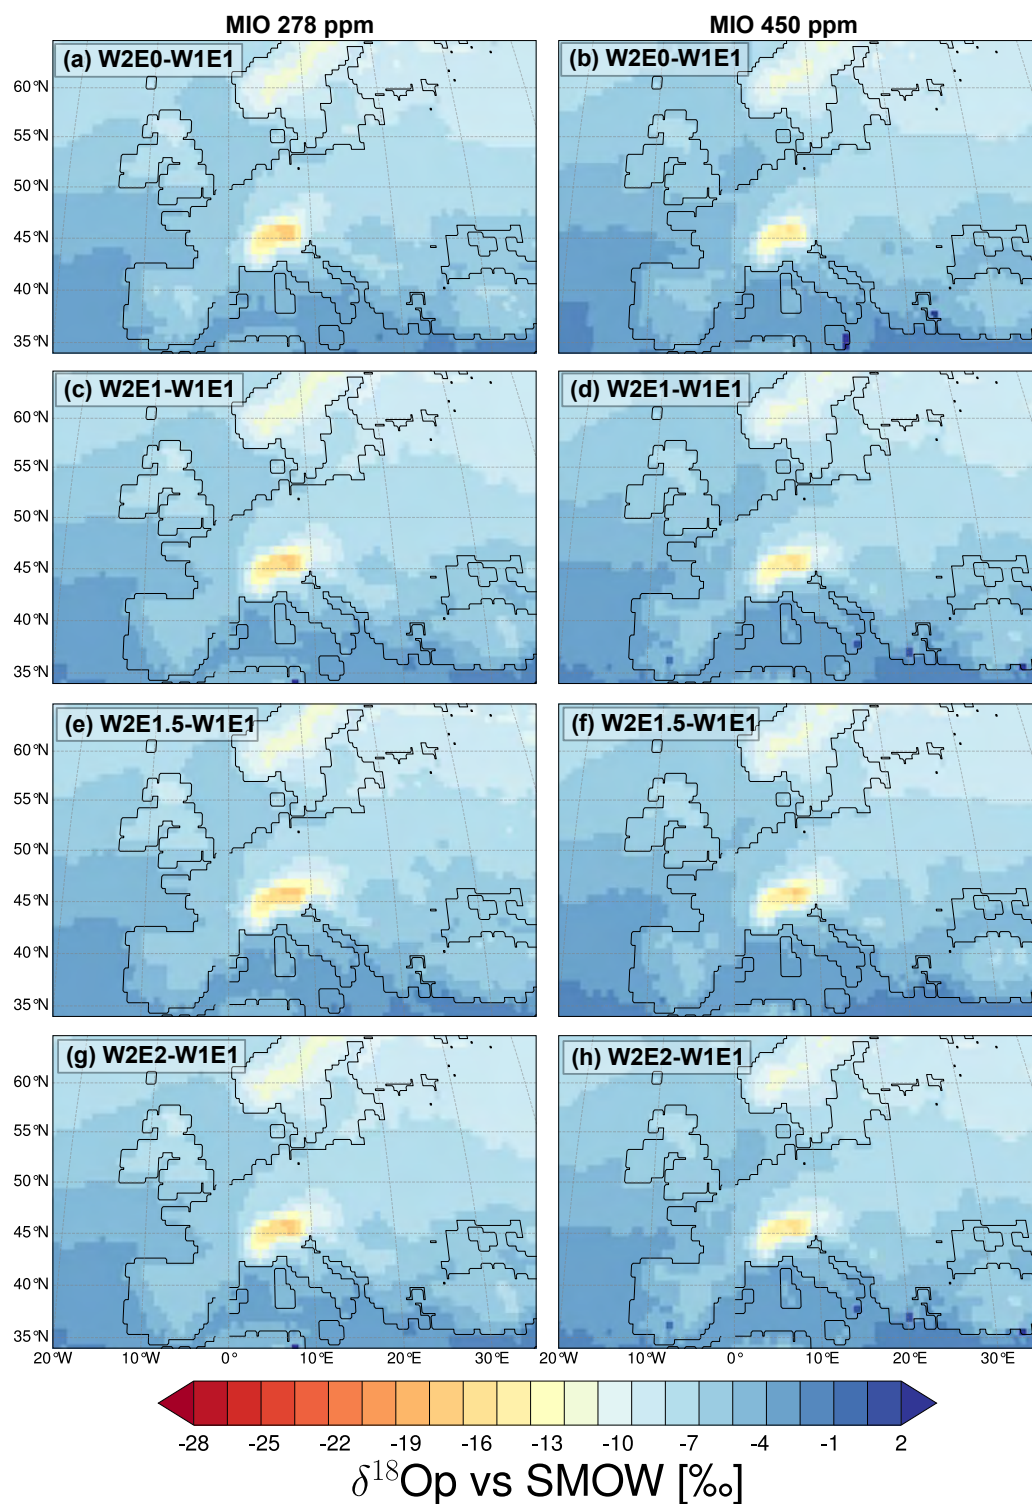 MIO 278 ppm MIO 450 ppm
(a) W2E0-W1E1 (b) W2E0-W1E1
60°N
55°N
50°N
45°N
40°N
35°N
(c) W2E1-W1E1 (d) W2E1-W1E1
60°N
55°N
50°N
45°N
40°N
35°N
(e) W2E1.5-W1E1 (f) W2E1.5-W1E1
60°N
55°N
50°N
45°N
40°N
35°N
(g) W2E2-W1E1 (h) W2E2-W1E1
60°N
55°N
50°N
45°N
40°N
35°N
20°W 10°W 0° 10°E 20°E 30°E 20°W 10°W 0° 10°E 20°E 30°E
-28 -25 -22 -19 -16 -13 -10 -7 -4 -1 2
δ¹⁸Op vs SMOW [‰]